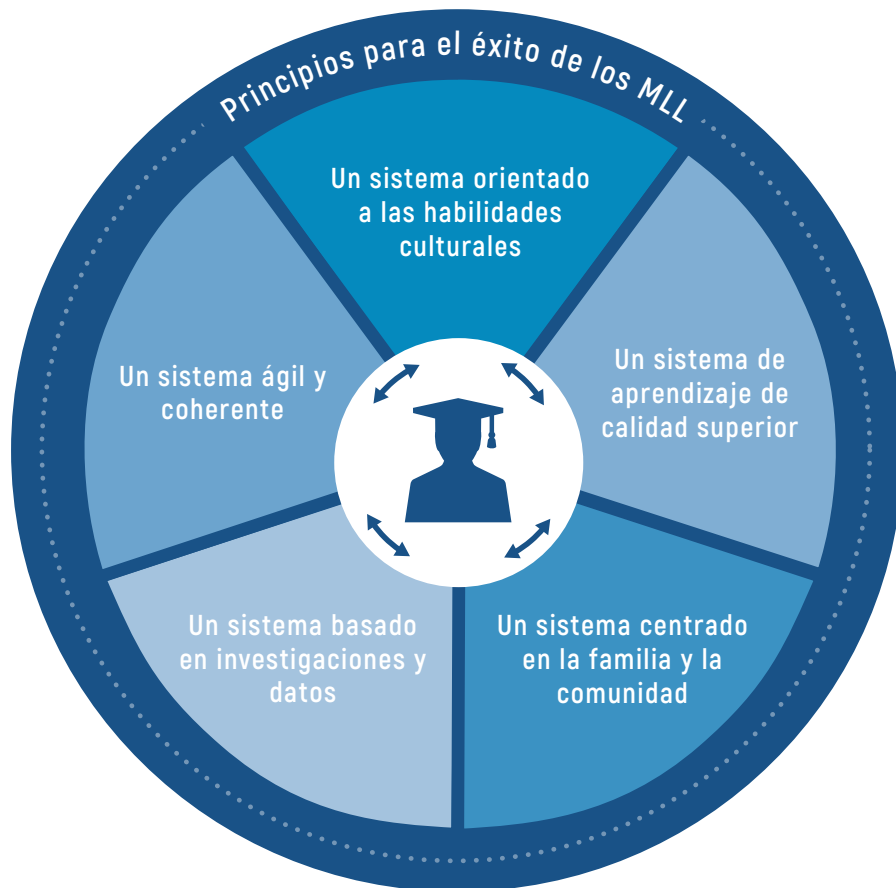 Principios para el éxito de los MLL
Un sistema orientado
a las habilidades
culturales
Un sistema de
aprendizaje de
calidad superior
Un sistema centrado
en la familia y la
comunidad
Un sistema basado
en investigaciones y
datos
Un sistema ágil y
coherente